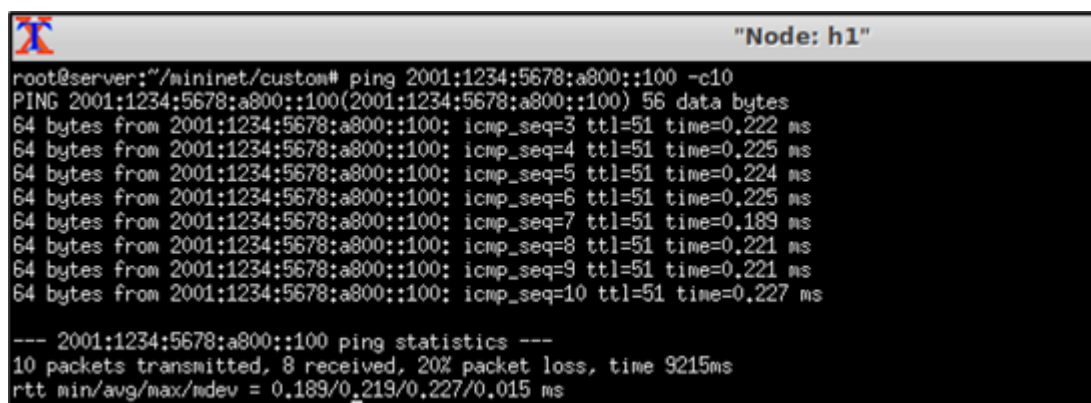 "Node: h1"
root@server:~/mininet/custom# ping 2001:1234:5678:a800::100 -c10
PING 2001:1234:5678:a800::100(2001:1234:5678:a800::100) 56 data bytes
64 bytes from 2001:1234:5678:a800::100: icmp_seq=3 ttl=51 time=0.222 ms
64 bytes from 2001:1234:5678:a800::100: icmp_seq=4 ttl=51 time=0.225 ms
64 bytes from 2001:1234:5678:a800::100: icmp_seq=5 ttl=51 time=0.224 ms
64 bytes from 2001:1234:5678:a800::100: icmp_seq=6 ttl=51 time=0.225 ms
64 bytes from 2001:1234:5678:a800::100: icmp_seq=7 ttl=51 time=0.189 ms
64 bytes from 2001:1234:5678:a800::100: icmp_seq=8 ttl=51 time=0.221 ms
64 bytes from 2001:1234:5678:a800::100: icmp_seq=9 ttl=51 time=0.221 ms
64 bytes from 2001:1234:5678:a800::100: icmp_seq=10 ttl=51 time=0.227 ms
--- 2001:1234:5678:a800::100 ping statistics ---
10 packets transmitted, 8 received, 20% packet loss, time 9215ms
rtt min/avg/max/mdev = 0.189/0.219/0.227/0.015 ms